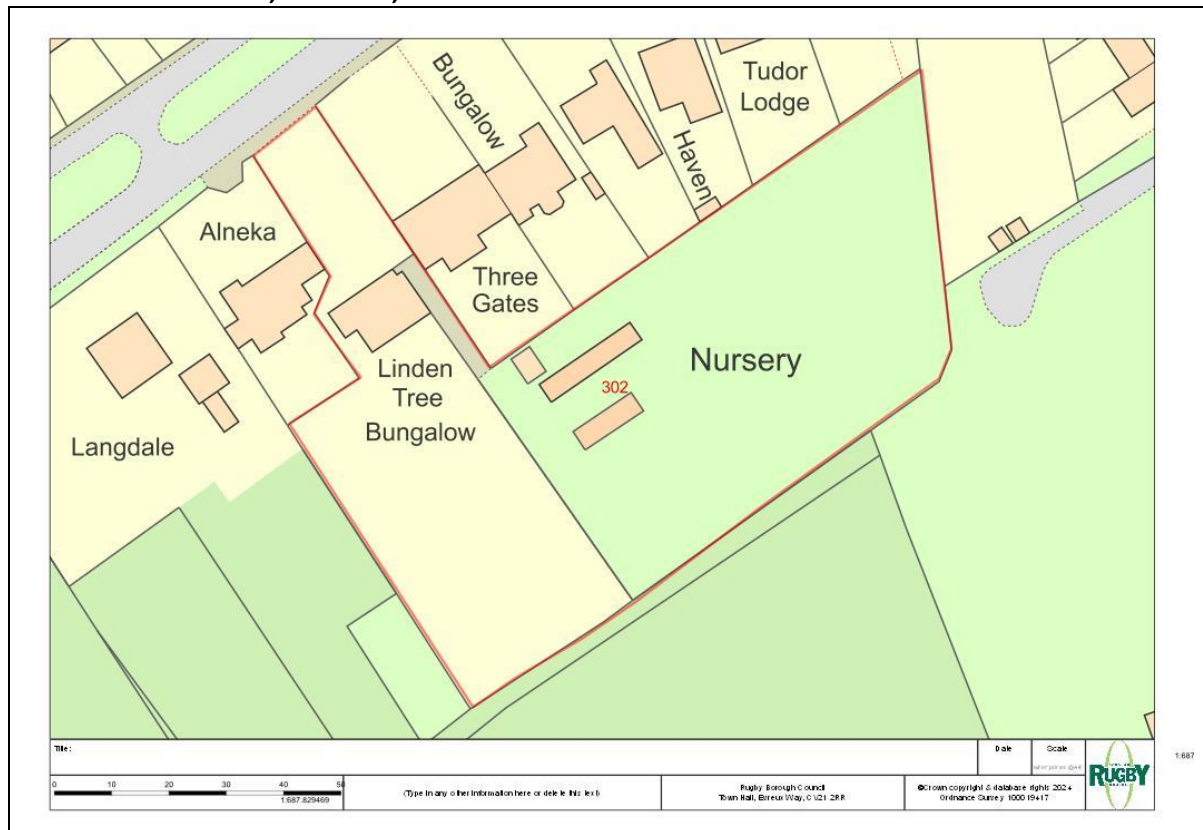 Bungalow
Tudor
Lodge
Haven
Alneka
Three
Gates
Nursery
302
Linden
Tree
Bungalow
Langdale
Title:
Date
Scale
1:687
RUGBY
0 10 20 30 40 50
1:687.829469
(Type in any other information here or delete this text)
Rugby Borough Council
Town Hall, Evreux Way, CV21 2RR
©Crown copyright & database rights 2024
Ordnance Survey 100019417